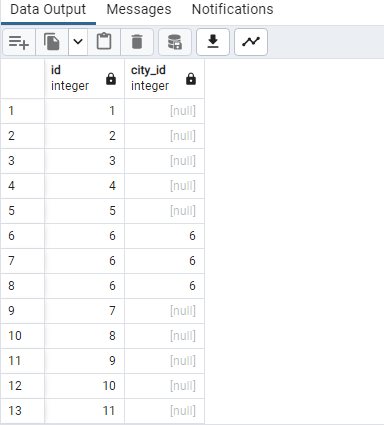 Data Output Messages Notifications
id city_id
integer integer
1 1 [null]
2 2 [null]
3 3 [null]
4 4 [null]
5 5 [null]
6 6 6
7 6 6
8 6 6
9 7 [null]
10 8 [null]
11 9 [null]
12 10 [null]
13 11 [null]